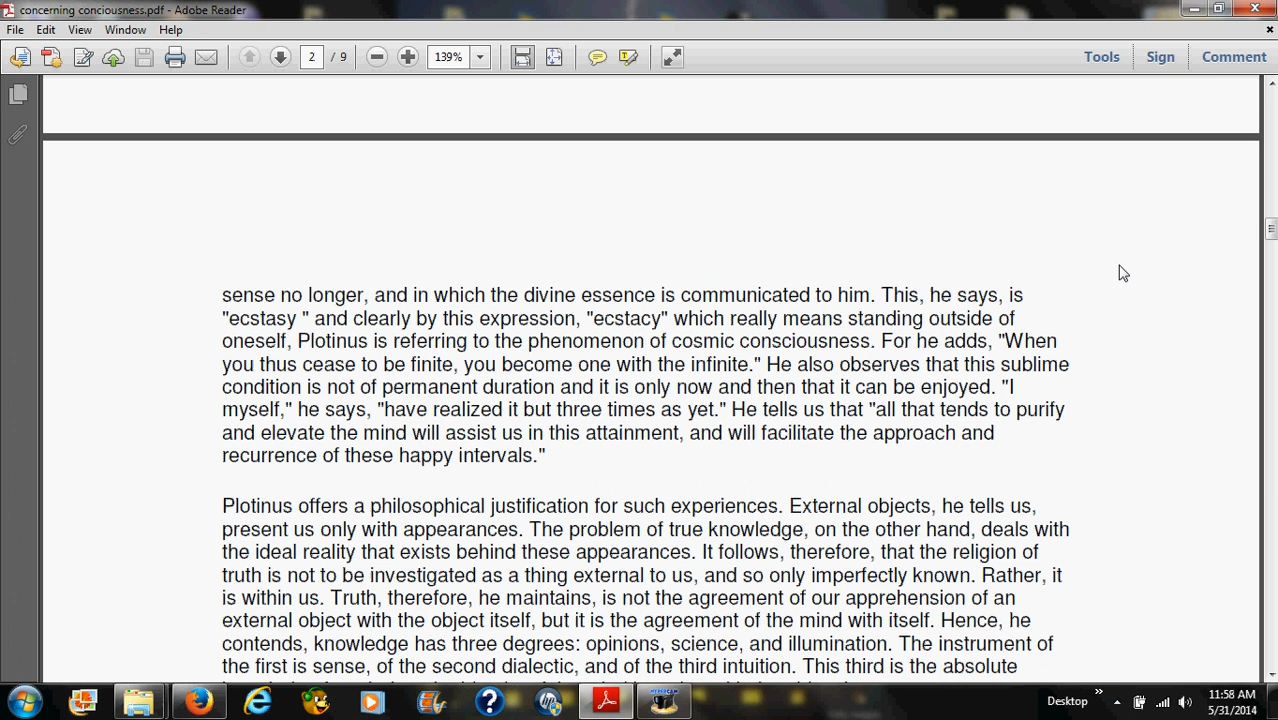 concerning conciousness.pdf - Adobe Reader
File Edit View Window Help
2 / 9 139% Tools Sign Comment
sense no longer, and in which the divine essence is communicated to him. This, he says, is
"ecstasy " and clearly by this expression, "ecstacy" which really means standing outside of
oneself, Plotinus is referring to the phenomenon of cosmic consciousness. For he adds, "When
you thus cease to be finite, you become one with the infinite." He also observes that this sublime
condition is not of permanent duration and it is only now and then that it can be enjoyed. "I
myself," he says, "have realized it but three times as yet." He tells us that "all that tends to purify
and elevate the mind will assist us in this attainment, and will facilitate the approach and
recurrence of these happy intervals."
Plotinus offers a philosophical justification for such experiences. External objects, he tells us,
present us only with appearances. The problem of true knowledge, on the other hand, deals with
the ideal reality that exists behind these appearances. It follows, therefore, that the religion of
truth is not to be investigated as a thing external to us, and so only imperfectly known. Rather, it
is within us. Truth, therefore, he maintains, is not the agreement of our apprehension of an
external object with the object itself, but it is the agreement of the mind with itself. Hence, he
contends, knowledge has three degrees: opinions, science, and illumination. The instrument of
the first is sense, of the second dialectic, and of the third intuition. This third is the absolute
Desktop
11:58 AM
5/31/2014